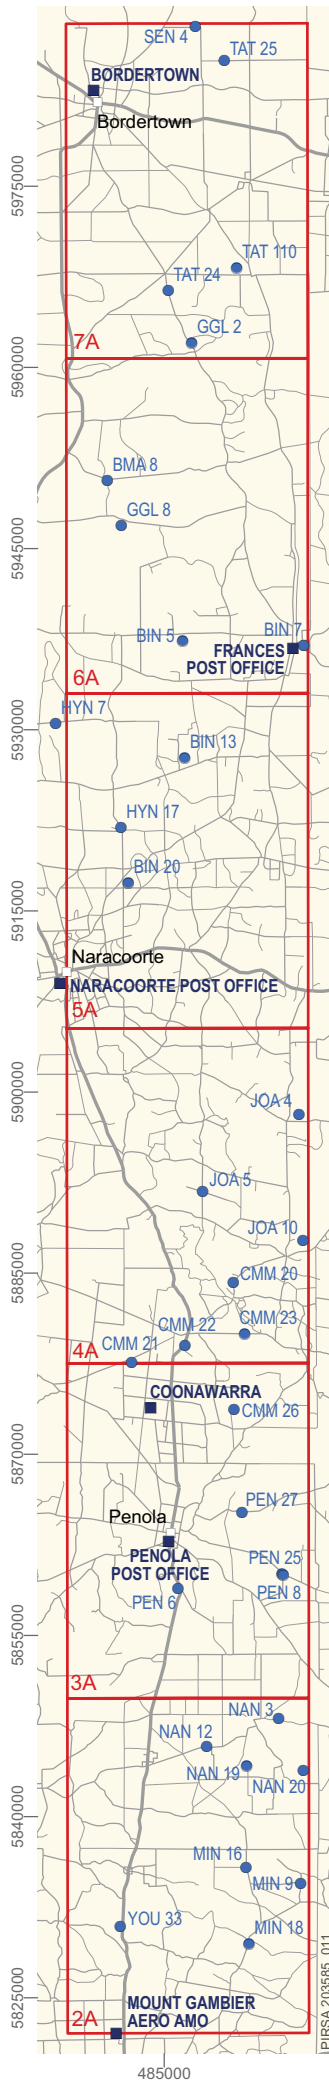 SEN 4
TAT 25
BORDERTOWN
Bordertown
5975000
TAT 110
TAT 24
GGL 2
7A
5960000
BMA 8
GGL 8
5945000
BIN 5
BIN 7
FRANCES
POST OFFICE
6A
HYN 7
5930000
BIN 13
HYN 17
BIN 20
5915000
Naracoorte
NARACOORTE POST OFFICE
5A
5900000
JOA 4
JOA 5
JOA 10
5885000
CMM 20
CMM 22
CMM 23
CMM 21
4A
COONAWARRA
CMM 26
5870000
PEN 27
Penola
PENOLA
POST OFFICE
PEN 25
PEN 8
PEN 6
5855000
3A
NAN 3
NAN 12
NAN 19
NAN 20
5840000
MIN 16
MIN 9
YOU 33
MIN 18
5825000
MOUNT GAMBIER
AERO AMO
2A
PIRSA 203585_011
485000